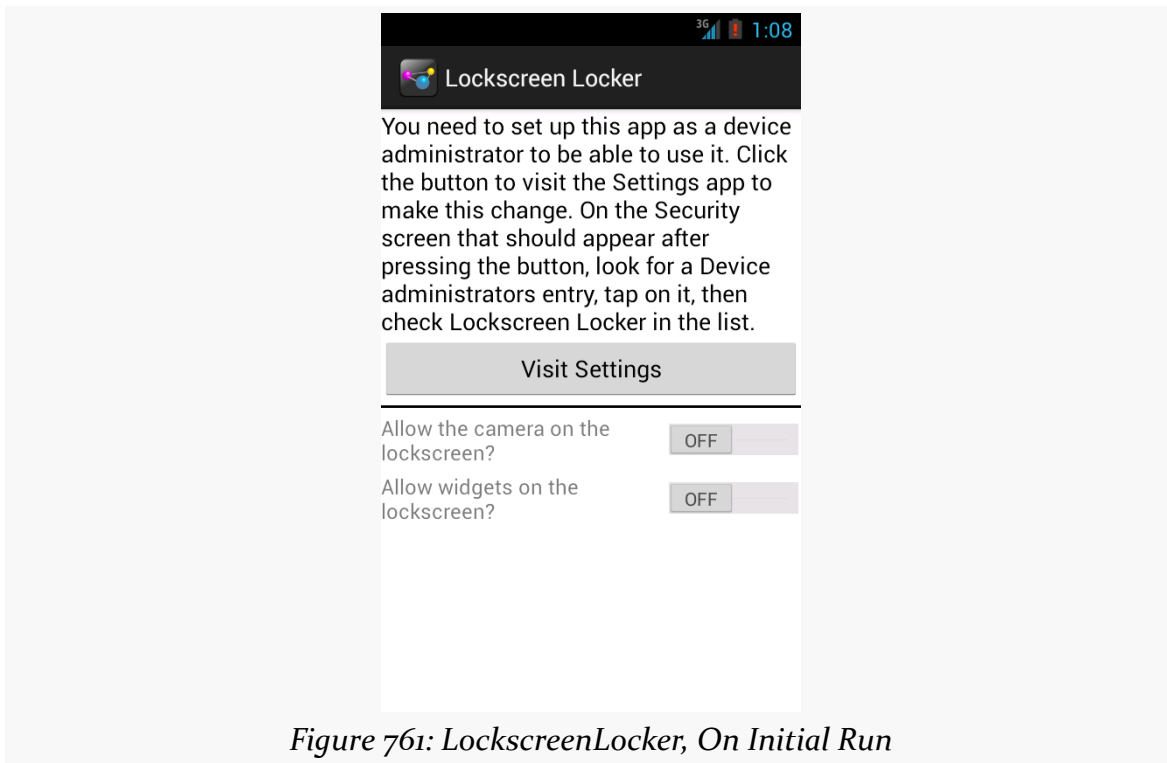 3G 1:08
Lockscreen Locker
You need to set up this app as a device
administrator to be able to use it. Click
the button to visit the Settings app to
make this change. On the Security
screen that should appear after
pressing the button, look for a Device
administrators entry, tap on it, then
check Lockscreen Locker in the list.
Visit Settings
Allow the camera on the
lockscreen?
OFF
Allow widgets on the
lockscreen?
OFF
Figure 761: LockscreenLocker, On Initial Run